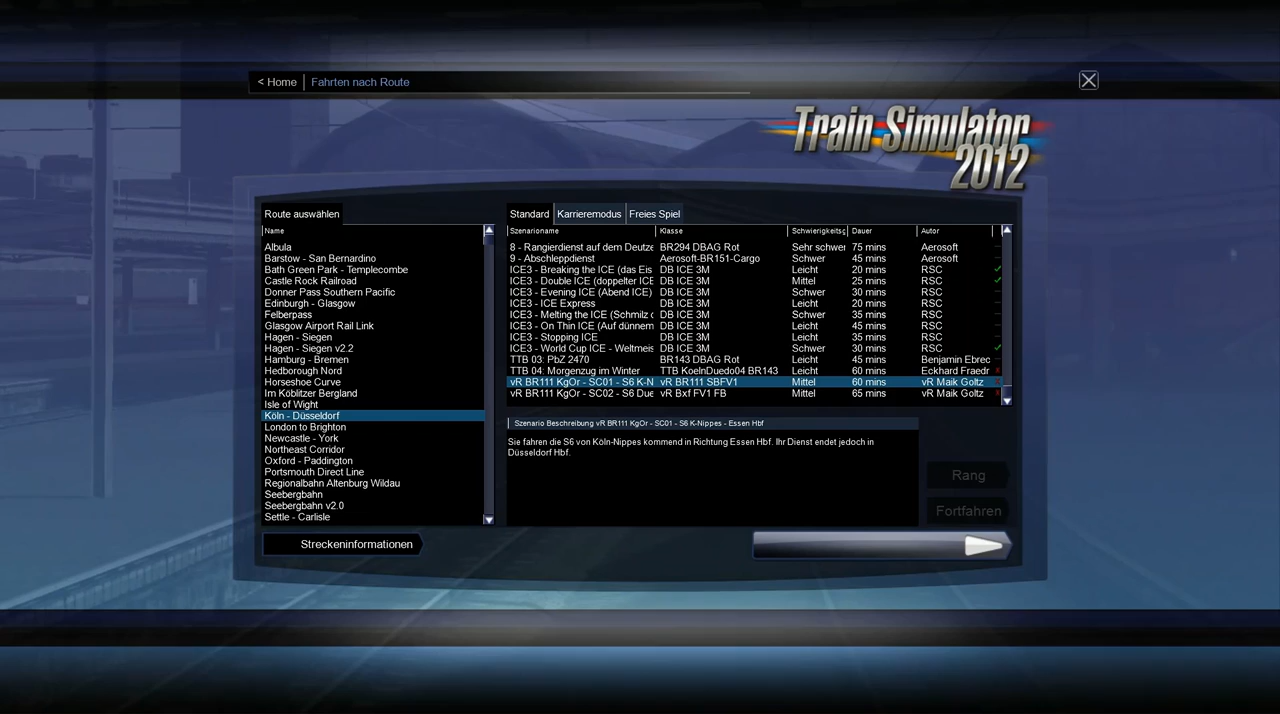 < Home | Fahrten nach Route
Train Simulator
2012
Route auswählen
Name
Albula
Barstow - San Bernardino
Bath Green Park - Templecombe
Castle Rock Railroad
Donner Pass Southern Pacific
Edinburgh - Glasgow
Felberpass
Glasgow Airport Rail Link
Hagen - Siegen
Hagen - Siegen v2.2
Hamburg - Bremen
Hedborough Nord
Horseshoe Curve
Im Köblitzer Bergland
Isle of Wight
Köln - Düsseldorf
London to Brighton
Newcastle - York
Northeast Corridor
Oxford - Paddington
Portsmouth Direct Line
Regionalbahn Altenburg Wildau
Seebergbahn
Seebergbahn v2.0
Settle - Carlisle
Streckeninformationen
Standard Karrieremodus Freies Spiel
Szenarioname Klasse Schwierigkeitsg Dauer Autor
8 - Rangierdienst auf dem Deutze BR294 DBAG Rot Sehr schwer 75 mins Aerosoft
9 - Abschleppdienst Aerosoft-BR151-Cargo Schwer 45 mins Aerosoft
ICE3 - Breaking the ICE (das Eis DB ICE 3M Leicht 20 mins RSC
ICE3 - Double ICE (doppelter ICE DB ICE 3M Mittel 25 mins RSC
ICE3 - Evening ICE (Abend ICE) DB ICE 3M Schwer 30 mins RSC
ICE3 - ICE Express DB ICE 3M Leicht 20 mins RSC
ICE3 - Melting the ICE (Schmilz d DB ICE 3M Schwer 35 mins RSC
ICE3 - On Thin ICE (Auf dünnem DB ICE 3M Leicht 45 mins RSC
ICE3 - Stopping ICE DB ICE 3M Leicht 35 mins RSC
ICE3 - World Cup ICE - Weltmeis DB ICE 3M Schwer 30 mins RSC
TTB 03: PbZ 2470 BR143 DBAG Rot Leicht 45 mins Benjamin Ebrec
TTB 04: Morgenzug im Winter TTB KoelnDuedo04 BR143 Leicht 60 mins Eckhard Fraedr
vR BR111 KgOr - SC01 - S6 K-N vR BR111 SBFV1 Mittel 60 mins vR Maik Goltz
vR BR111 KgOr - SC02 - S6 Due vR Bxf FV1 FB Mittel 65 mins vR Maik Goltz
Szenario Beschreibung vR BR111 KgOr - SC01 - S6 K-Nippes - Essen Hbf
Sie fahren die S6 von Köln-Nippes kommend in Richtung Essen Hbf. Ihr Dienst endet jedoch in
Düsseldorf Hbf.
Rang
Fortfahren